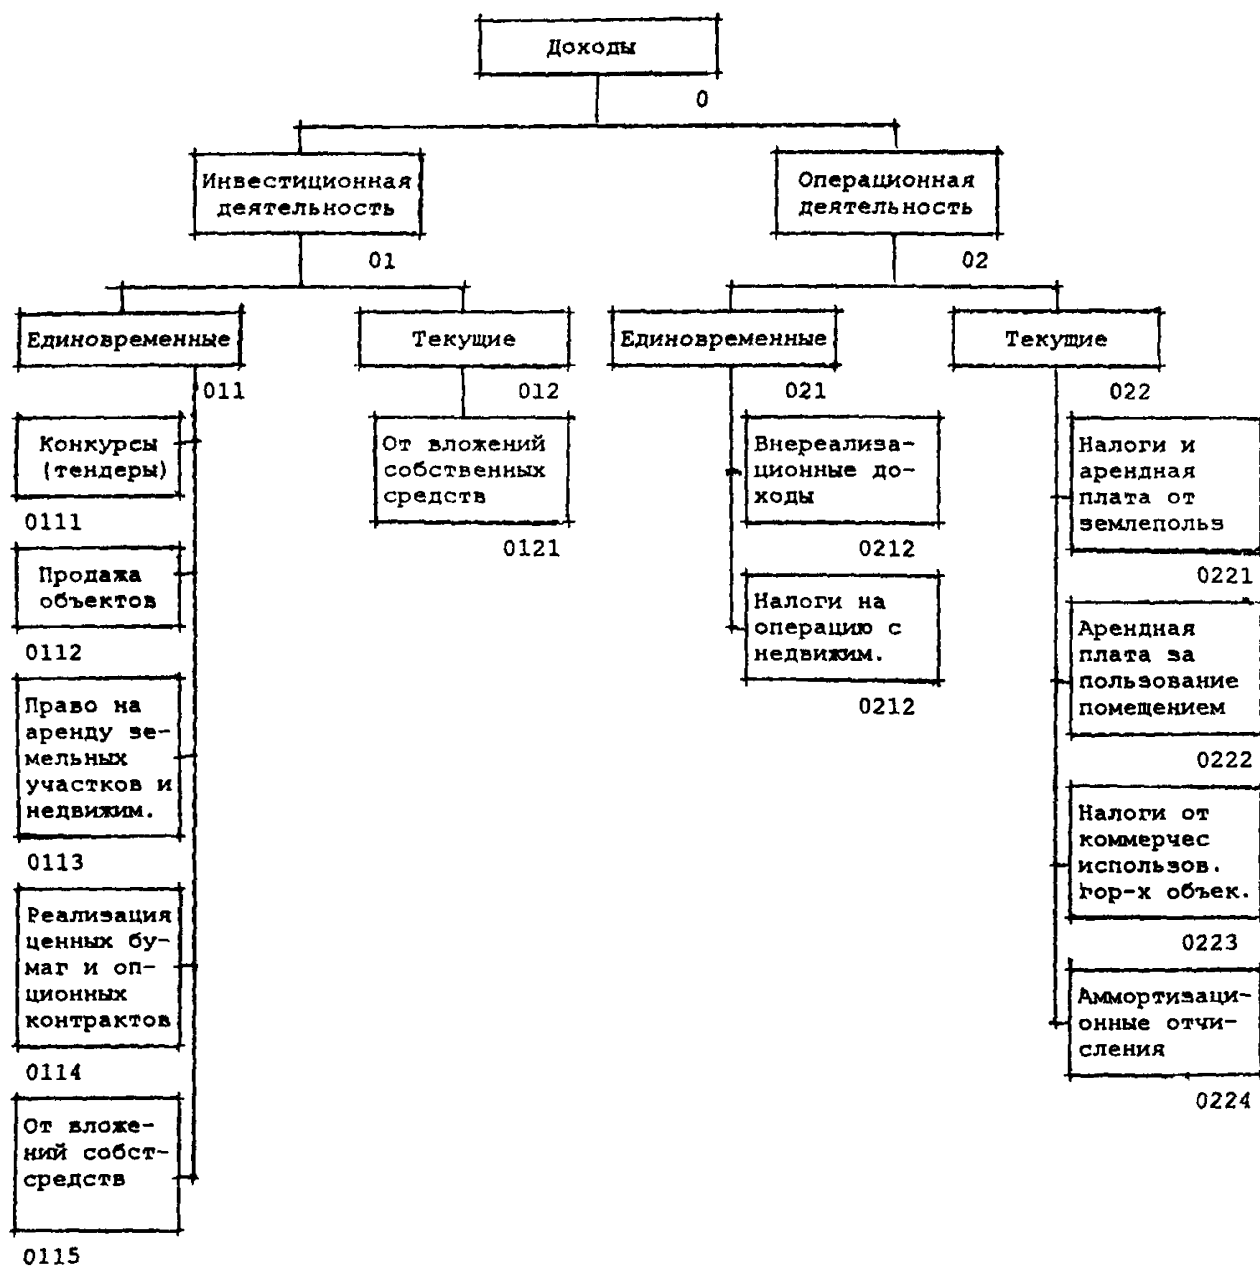 Доходы
0
Инвестиционная
деятельность
01
Операционная
деятельность
02
Единовременные
011
Текущие
012
Единовременные
021
Текущие
022
Конкурсы
(тендеры)
0111
Продажа
объектов
0112
Право на
аренду зе-
мельных
участков и
недвижим.
0113
Реализация
ценных бу-
маг и оп-
ционных
контрактов
0114
От вложе-
ний собст-
средств
0115
От вложений
собственных
средств
0121
Внереализа-
ционные до-
ходы
0212
Налоги на
операцию с
недвижим.
0212
Налоги и
арендная
плата от
землепольз
0221
Арендная
плата за
пользование
помещением
0222
Налоги от
коммерчес
использов.
гор-х объек.
0223
Аммортизаци-
онные отчи-
сления
0224